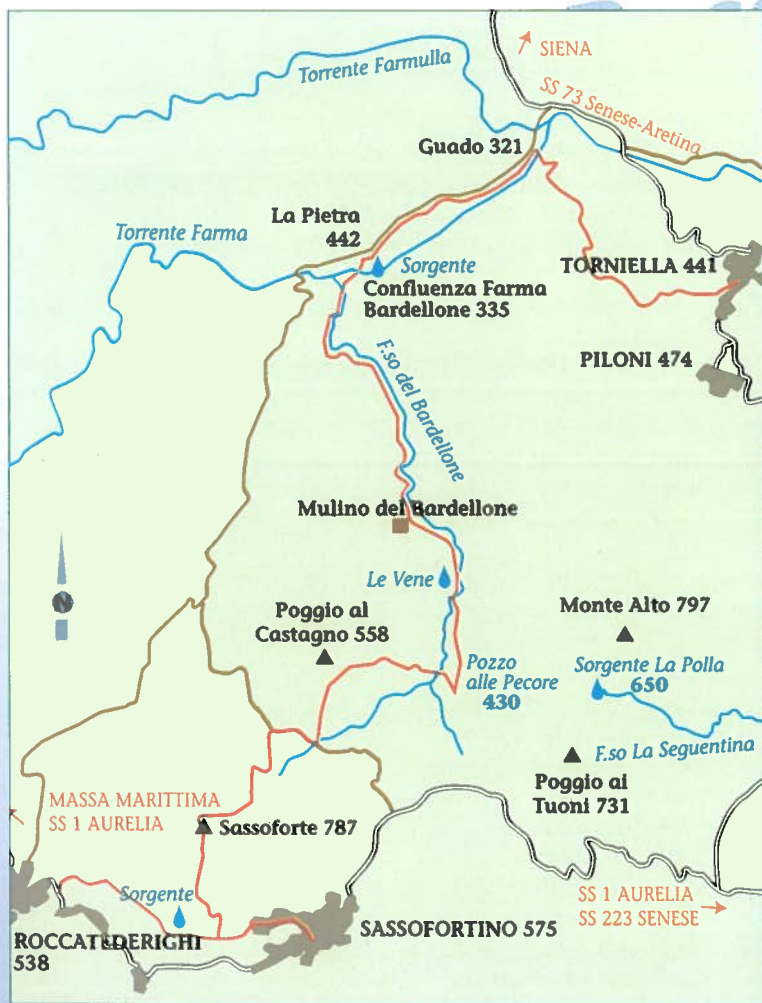 SIENA
Torrente Farmulla
SS 73 Senese-Aretina
Guado 321
La Pietra
442
Torrente Farma
Sorgente
Confluenza Farma
Bardellone 335
TORNIELLA 441
PILONI 474
F.so del Bardellone
Mulino del Bardellone
Le Vene
N
Poggio al
Castagno 558
Monte Alto 797
Pozzo
alle Pecore
430
Sorgente La Polla
650
F.so La Seguentina
Poggio ai
Tuoni 731
MASSA MARITTIMA
SS 1 AURELIA
Sassoforte 787
Sorgente
SS 1 AURELIA
SS 223 SENESE
ROCCATEDERIGHI
538
SASSOFORTINO 575